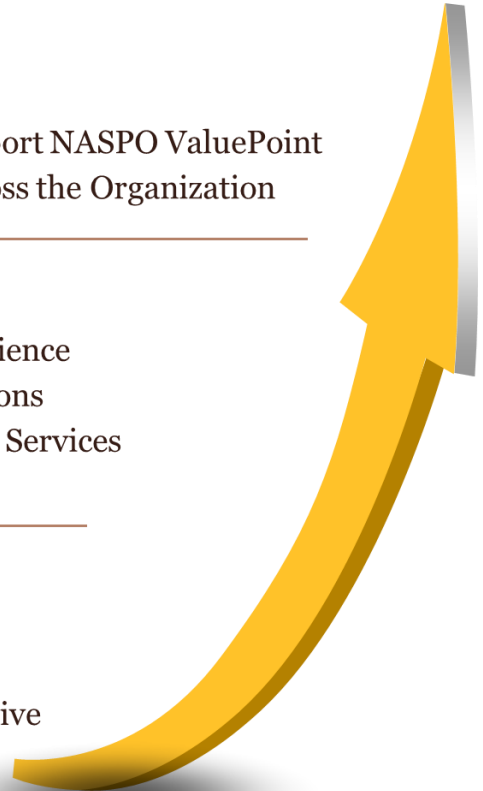 ort NASPO ValuePoint
ss the Organization
ience
ons
Services
ive